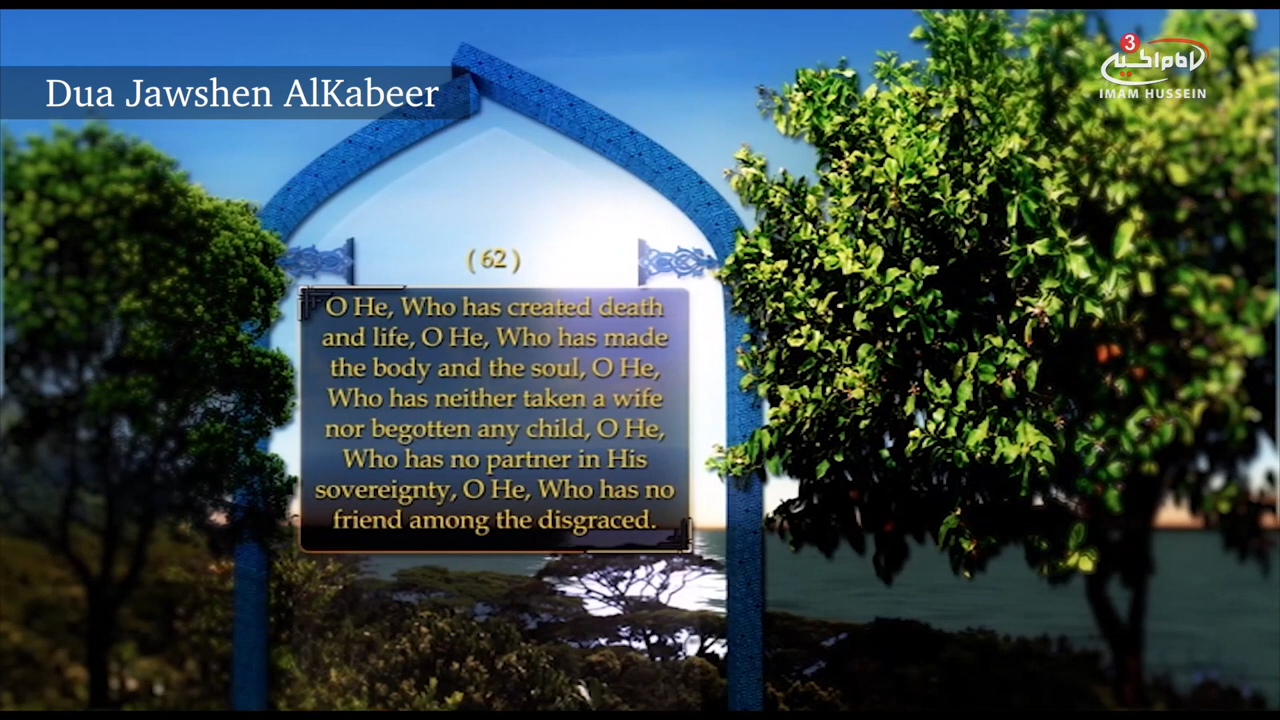 Dua Jawshen AlKabeer
3
IMAM HUSSEIN
( 62 )
O He, Who has created death
and life, O He, Who has made
the body and the soul, O He,
Who has neither taken a wife
nor begotten any child, O He,
Who has no partner in His
sovereignty, O He, Who has no
friend among the disgraced.